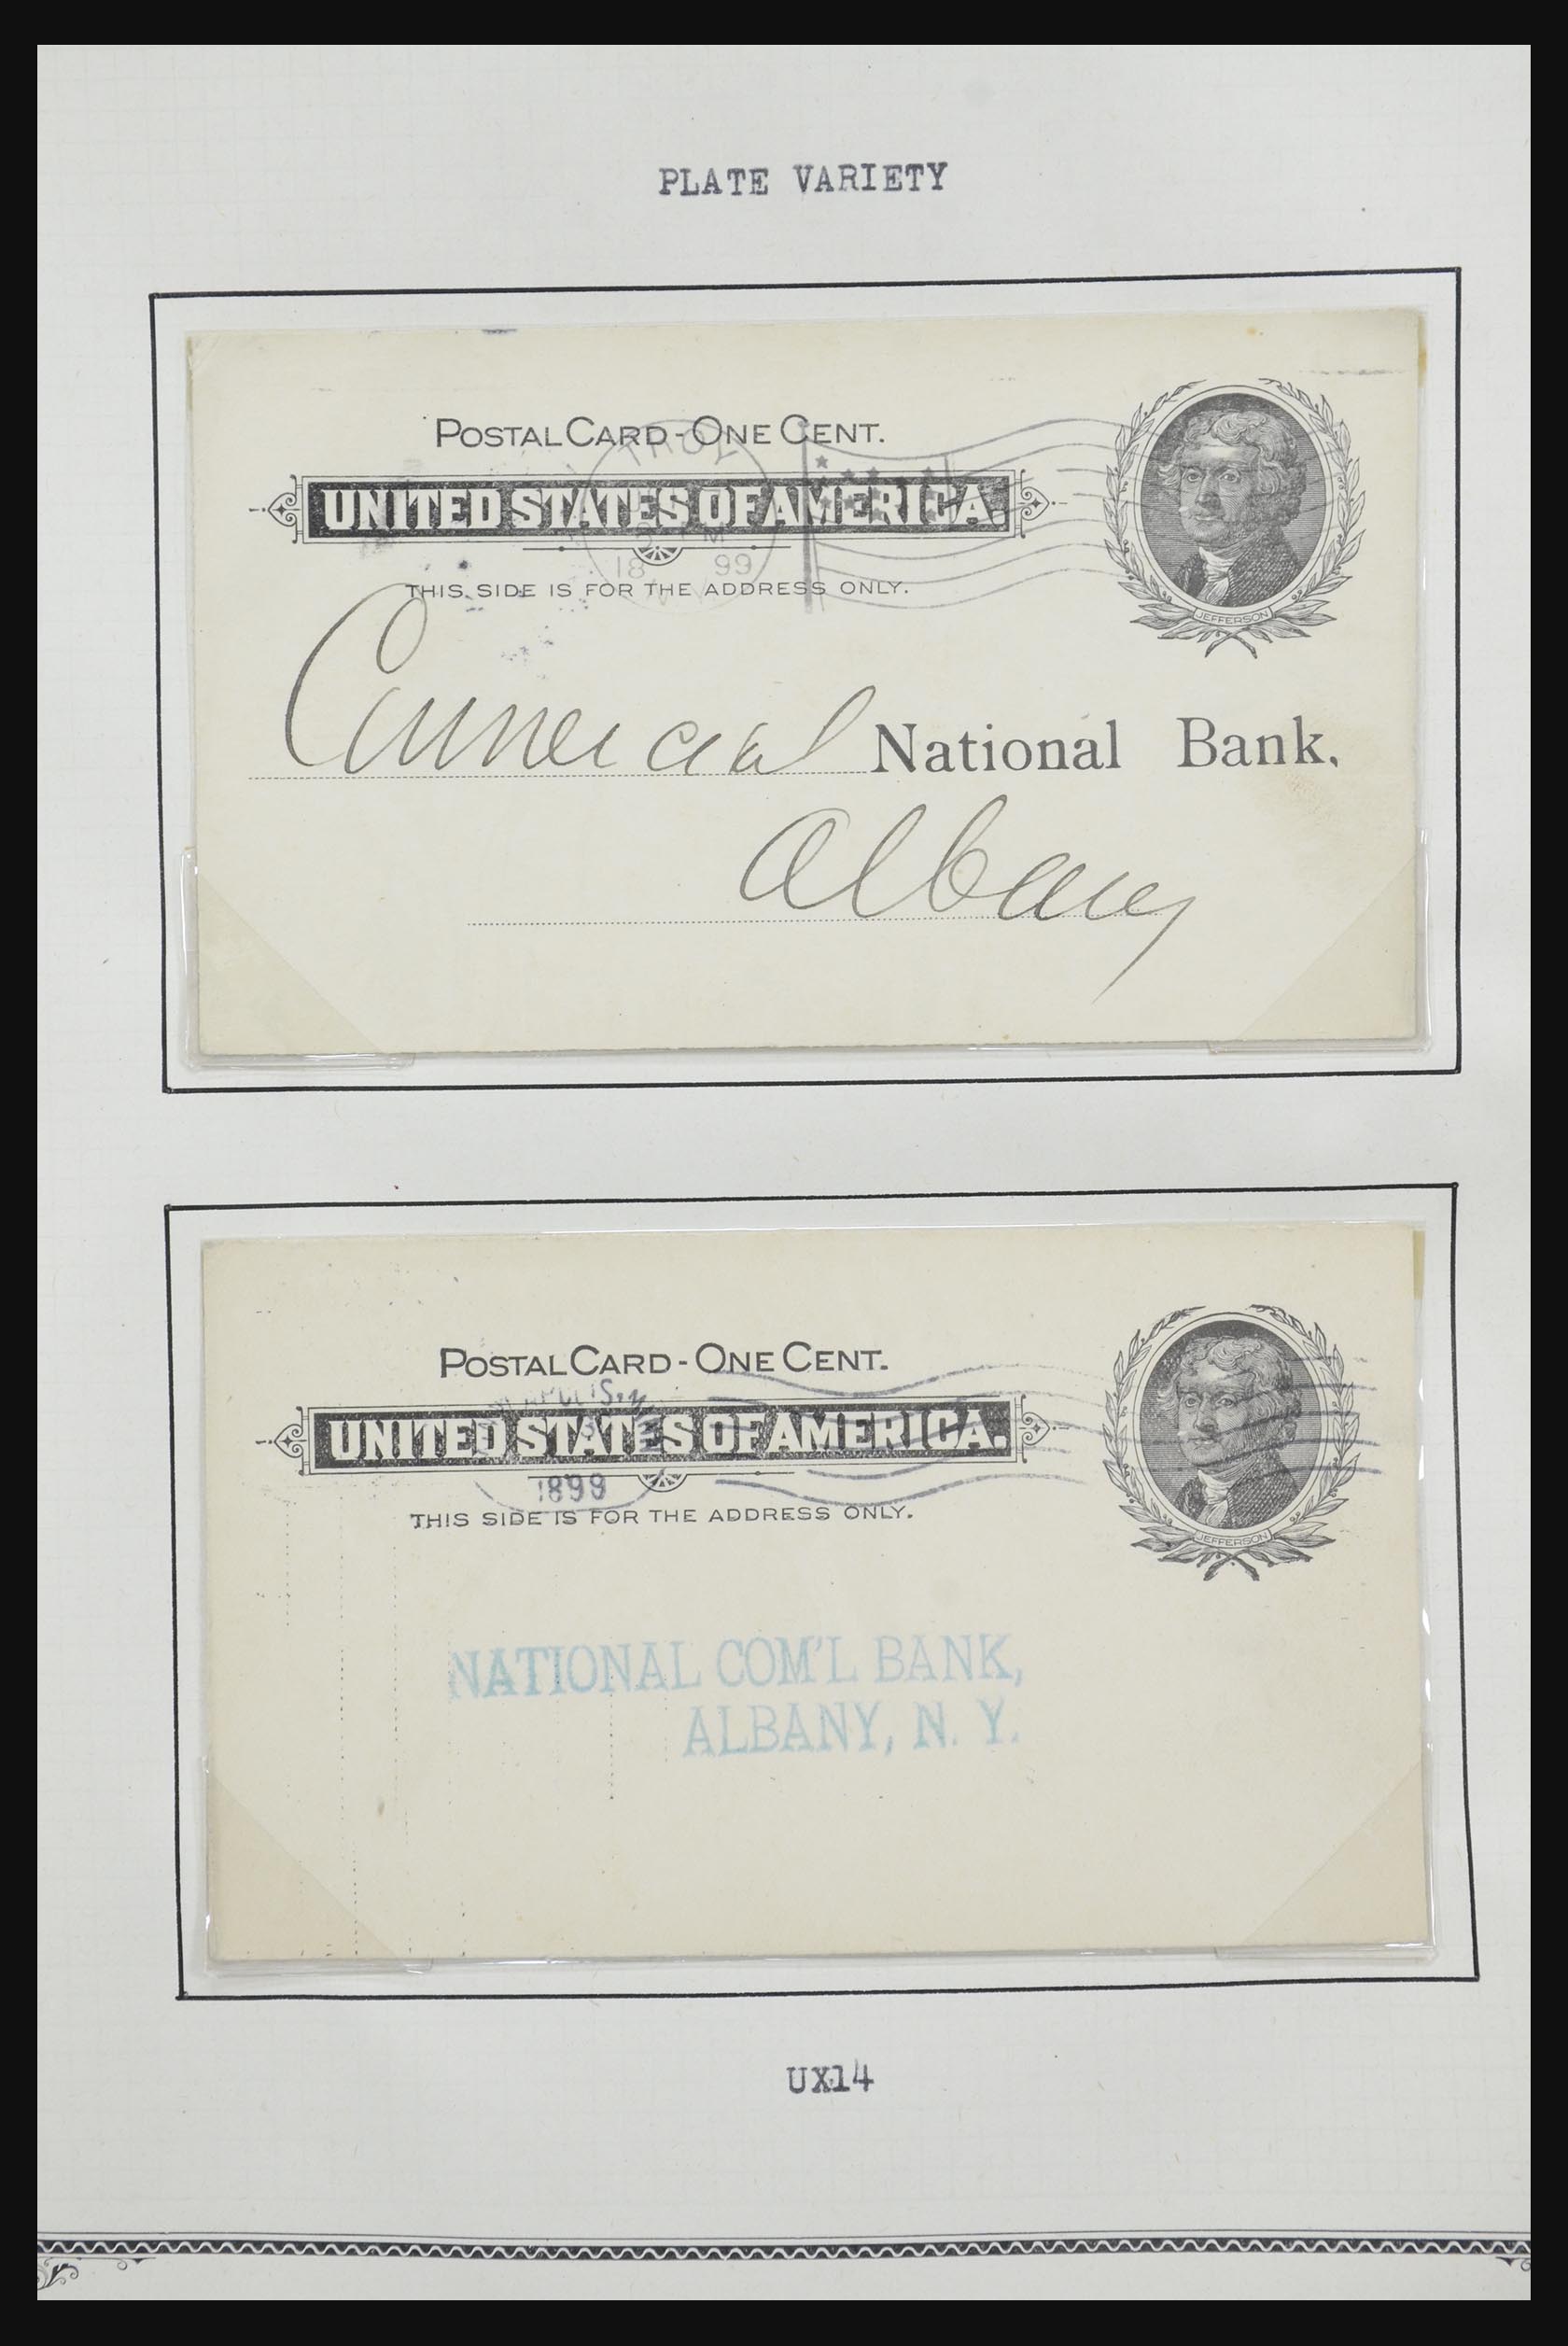 PLATE VARIETY
POSTAL CARD - ONE CENT.
TROY
UNITED STATES OF AMERICA.
18 99
THIS SIDE IS FOR THE ADDRESS ONLY.
JEFFERSON
Commercial National Bank,
Albany
POSTAL CARD - ONE CENT.
UNITED STATES OF AMERICA.
1899
THIS SIDE IS FOR THE ADDRESS ONLY.
JEFFERSON
NATIONAL COM'L BANK,
ALBANY, N. Y.
UX14